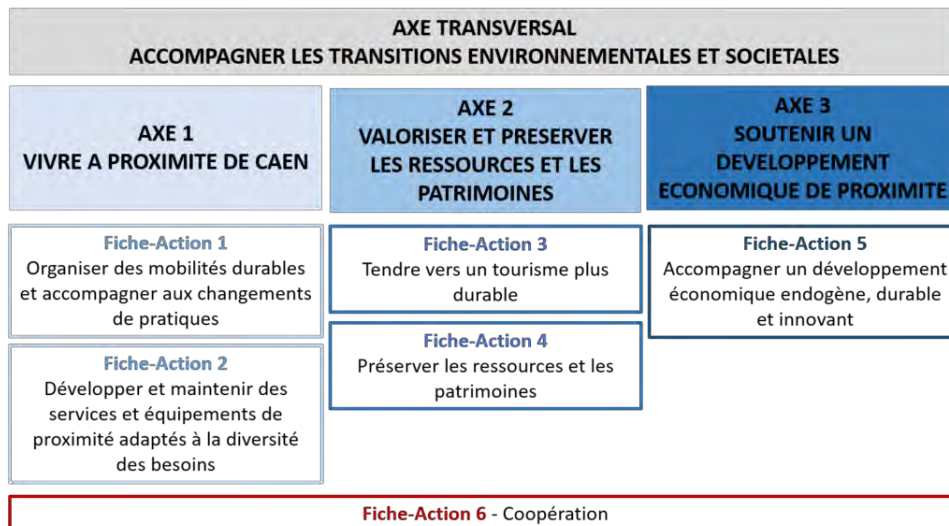 AXE TRANSVERSAL
ACCOMPAGNER LES TRANSITIONS ENVIRONNEMENTALES ET SOCIETALES
AXE 1
VIVRE A PROXIMITE DE CAEN
AXE 2
VALORISER ET PRESERVER
LES RESSOURCES ET LES
PATRIMOINES
AXE 3
SOUTENIR UN
DEVELOPPEMENT
ECONOMIQUE DE PROXIMITE
Fiche-Action 1
Organiser des mobilités durables
et accompagner aux changements
de pratiques
Fiche-Action 2
Développer et maintenir des
services et équipements de
proximité adaptés à la diversité
des besoins
Fiche-Action 3
Tendre vers un tourisme plus
durable
Fiche-Action 4
Préserver les ressources et les
patrimoines
Fiche-Action 5
Accompagner un développement
économique endogène, durable
et innovant
Fiche-Action 6 - Coopération